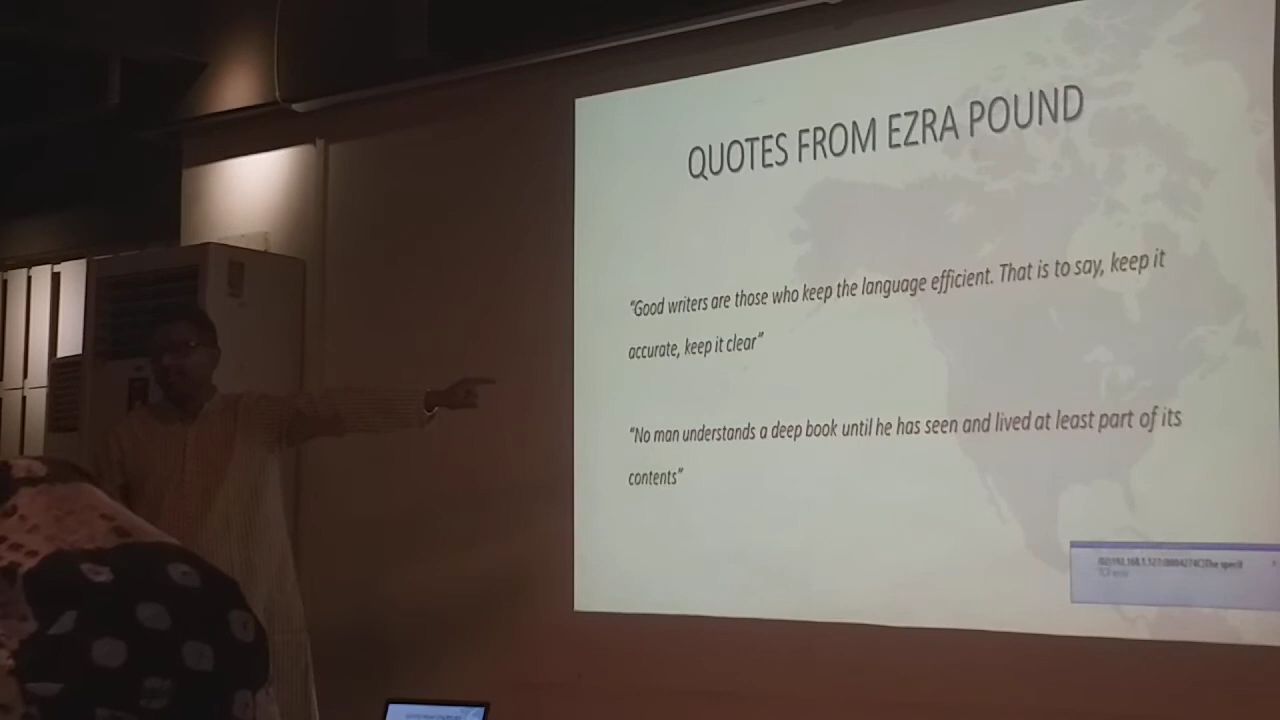 QUOTES FROM EZRA POUND
“Good writers are those who keep the language efficient. That is to say, keep it
accurate, keep it clear”
“No man understands a deep book until he has seen and lived at least part of its
contents”